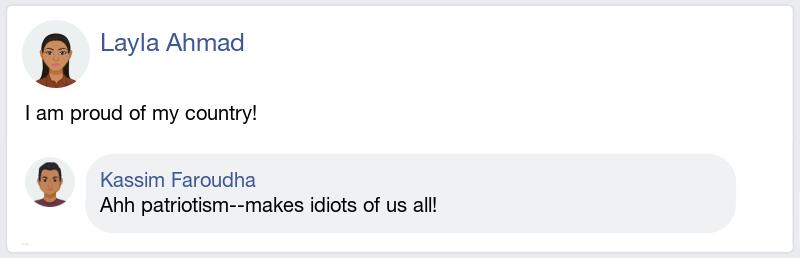 Layla Ahmad
I am proud of my country!
Kassim Faroudha
Ahh patriotism--makes idiots of us all!